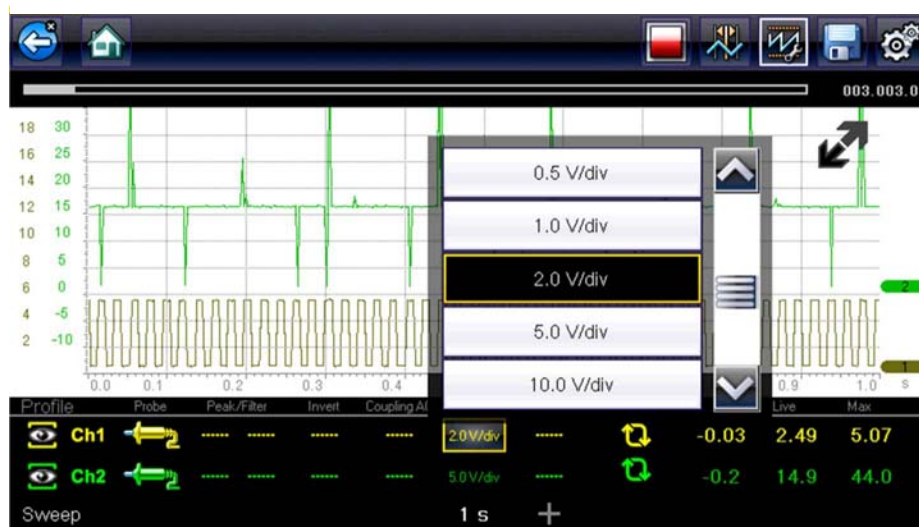 003.003.0
18 30
16 25
14 20
12 15
10 10
8 5
6 0
4 -5
2 -10
0.5 V/div
1.0 V/div
2.0 V/div
5.0 V/div
10.0 V/div
2
1
0.0 0.1 0.2 0.3 0.4 0.9 1.0 s
Profile Probe Peak/Filter Invert Coupling Live Max
Ch1 2.0 V/div -0.03 2.49 5.07
Ch2 5.0 V/div -0.2 14.9 44.0
Sweep 1 s +